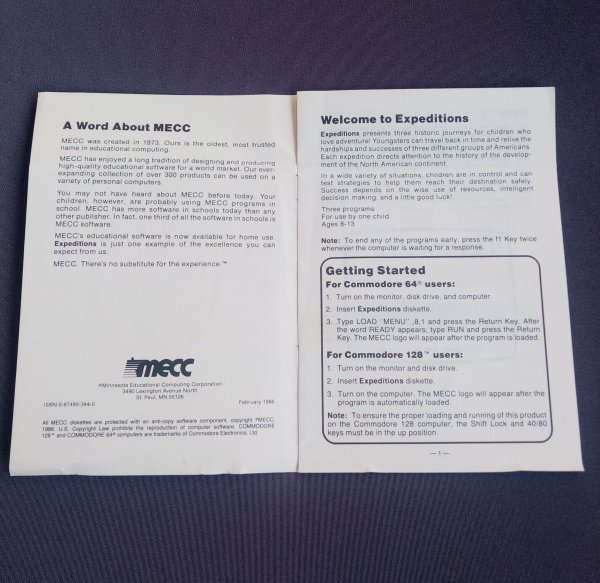 A Word About MECC
MECC was created in 1973. Ours is the oldest, most trusted
name in educational computing.
MECC has enjoyed a long tradition of designing and producing
high-quality educational software for a world market. Our ever-
expanding collection of over 300 products can be used on a
variety of personal computers.
You may not have heard about MECC before today. Your
children, however, are probably using MECC programs in
school. MECC has more software in schools today than any
other publisher. In fact, one third of all the software in schools is
MECC software.
MECC's educational software is now available for home use.
Expeditions is just one example of the excellence you can
expect from us.
MECC. There's no substitute for the experience.™
mecc
®Minnesota Educational Computing Corporation
3490 Lexington Avenue North
St. Paul, MN 55126
ISBN 0-87490-344-0
February 1986
All MECC diskettes are protected with an anti-copy software component, copyright ®MECC,
1986. U.S. Copyright Law prohibits the reproduction of computer software. COMMODORE
128™ and COMMODORE 64® computers are trademarks of Commodore Electronics, Ltd.
Welcome to Expeditions
Expeditions presents three historic journeys for children who
love adventure! Youngsters can travel back in time and relive the
hardships and successes of three different groups of Americans.
Each expedition directs attention to the history of the develop-
ment of the North American continent.
In a wide variety of situations, children are in control and can
test strategies to help them reach their destination safely.
Success depends on the wise use of resources, intelligent
decision making, and a little good luck!
Three programs
For use by one child
Ages 8-13
Note: To end any of the programs early, press the f1 Key twice
whenever the computer is waiting for a response.
Getting Started
For Commodore 64® users:
1. Turn on the monitor, disk drive, and computer.
2. Insert Expeditions diskette.
3. Type LOAD "MENU" ,8,1 and press the Return Key. After
the word READY appears, type RUN and press the Return
Key. The MECC logo will appear after the program is loaded.
For Commodore 128™ users:
1. Turn on the monitor and disk drive.
2. Insert Expeditions diskette.
3. Turn on the computer. The MECC logo will appear after the
program is automatically loaded.
Note: To ensure the proper loading and running of this product
on the Commodore 128 computer, the Shift Lock and 40/80
keys must be in the up position.
—1—